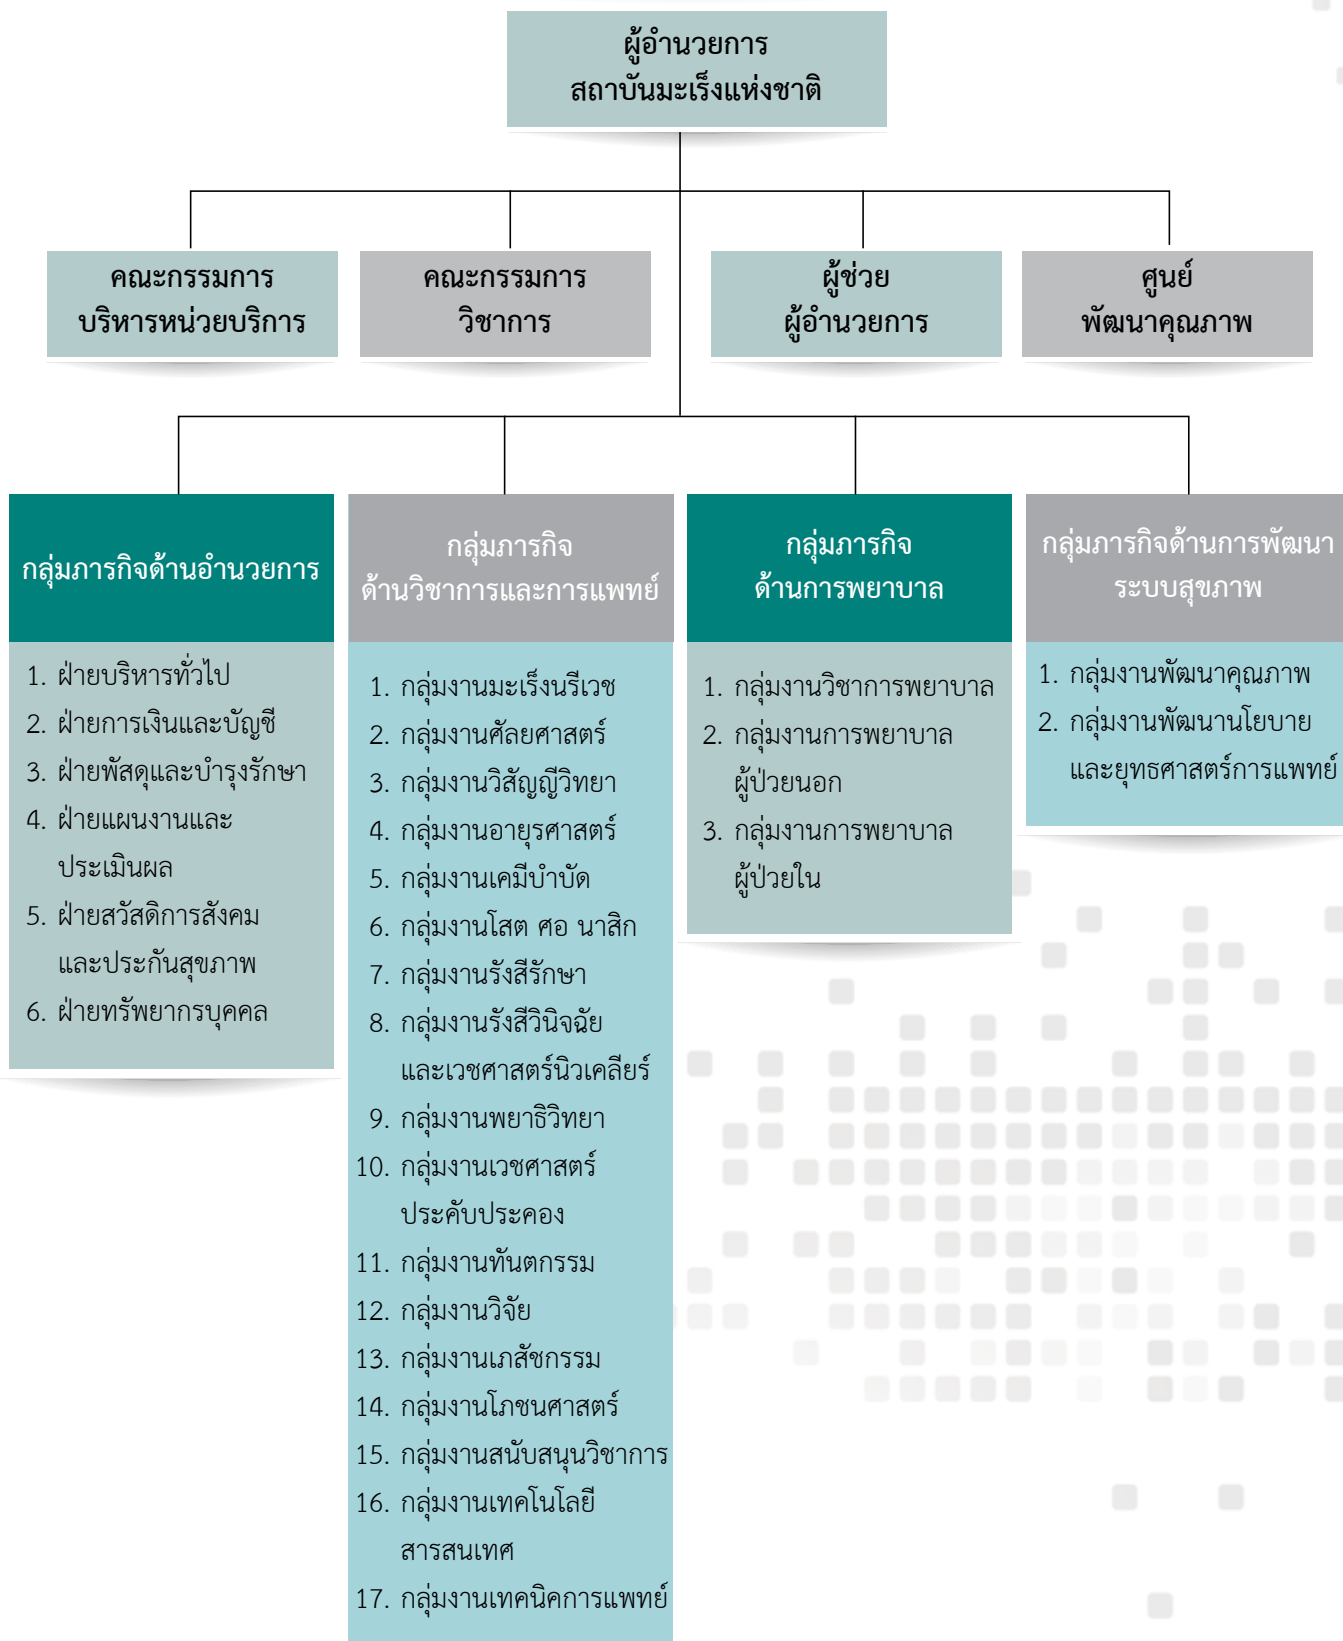 ผู้อำนวยการ
สถาบันมะเร็งแห่งชาติ
คณะกรรมการ
บริหารหน่วยบริการ
คณะกรรมการ
วิชาการ
ผู้ช่วย
ผู้อำนวยการ
ศูนย์
พัฒนาคุณภาพ
กลุ่มภารกิจด้านอำนวยการ
1. ฝ่ายบริหารทั่วไป
2. ฝ่ายการเงินและบัญชี
3. ฝ่ายพัสดุและบำรุงรักษา
4. ฝ่ายแผนงานและ
ประเมินผล
5. ฝ่ายสวัสดิการสังคม
และประกันสุขภาพ
6. ฝ่ายทรัพยากรบุคคล
กลุ่มภารกิจ
ด้านวิชาการและการแพทย์
1. กลุ่มงานมะเร็งนรีเวช
2. กลุ่มงานศัลยศาสตร์
3. กลุ่มงานวิสัญญีวิทยา
4. กลุ่มงานอายุรศาสตร์
5. กลุ่มงานเคมีบำบัด
6. กลุ่มงานโสต ศอ นาสิก
7. กลุ่มงานรังสีรักษา
8. กลุ่มงานรังสีวินิจฉัย
และเวชศาสตร์นิวเคลียร์
9. กลุ่มงานพยาธิวิทยา
10. กลุ่มงานเวชศาสตร์
ประคับประคอง
11. กลุ่มงานทันตกรรม
12. กลุ่มงานวิจัย
13. กลุ่มงานเภสัชกรรม
14. กลุ่มงานโภชนศาสตร์
15. กลุ่มงานสนับสนุนวิชาการ
16. กลุ่มงานเทคโนโลยี
สารสนเทศ
17. กลุ่มงานเทคนิคการแพทย์
กลุ่มภารกิจ
ด้านการพยาบาล
1. กลุ่มงานวิชาการพยาบาล
2. กลุ่มงานการพยาบาล
ผู้ป่วยนอก
3. กลุ่มงานการพยาบาล
ผู้ป่วยใน
กลุ่มภารกิจด้านการพัฒนา
ระบบสุขภาพ
1. กลุ่มงานพัฒนาคุณภาพ
2. กลุ่มงานพัฒนานโยบาย
และยุทธศาสตร์การแพทย์